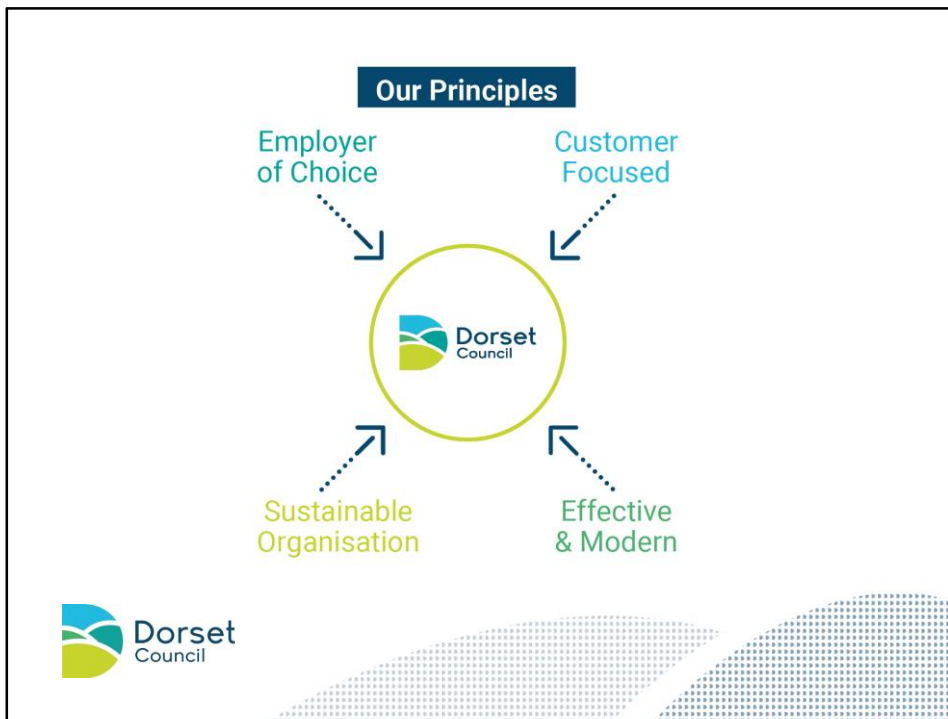 Our Principles
Employer
of Choice
Customer
Focused
Dorset
Council
Sustainable
Organisation
Effective
& Modern
Dorset
Council